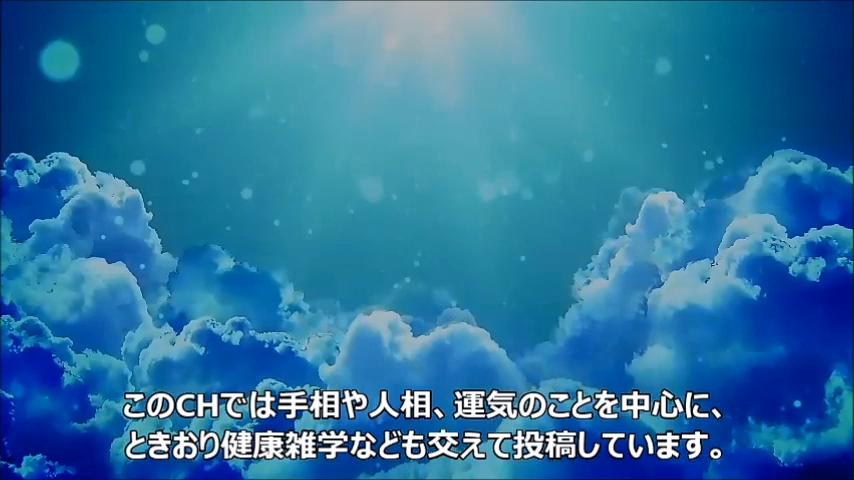 このCHでは手相や人相、運気のことを中心に、
ときおり健康雑学なども交えて投稿しています。